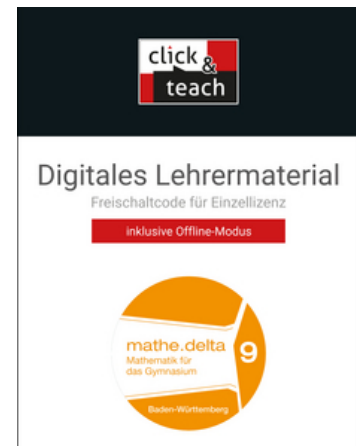 click &
teach
Digitales Lehrermaterial
Freischaltcode für Einzellizenz
inklusive Offline-Modus
mathe.delta 9
Mathematik für
das Gymnasium
Baden-Württemberg